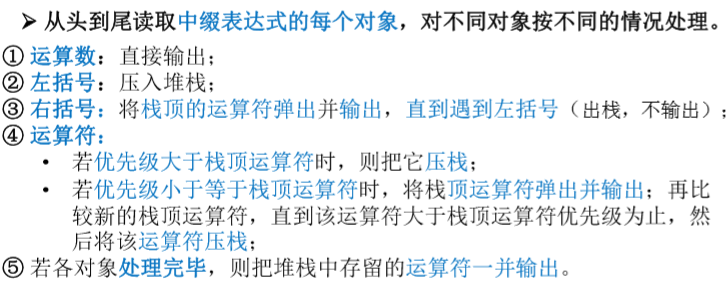 ➤ 从头到尾读取中缀表达式的每个对象，对不同对象按不同的情况处理。
① 运算数：直接输出；
② 左括号：压入堆栈；
③ 右括号：将栈顶的运算符弹出并输出，直到遇到左括号（出栈，不输出）；
④ 运算符：
• 若优先级大于栈顶运算符时，则把它压栈；
• 若优先级小于等于栈顶运算符时，将栈顶运算符弹出并输出；再比
较新的栈顶运算符，直到该运算符大于栈顶运算符优先级为止，然
后将该运算符压栈；
⑤ 若各对象处理完毕，则把堆栈中存留的运算符一并输出。